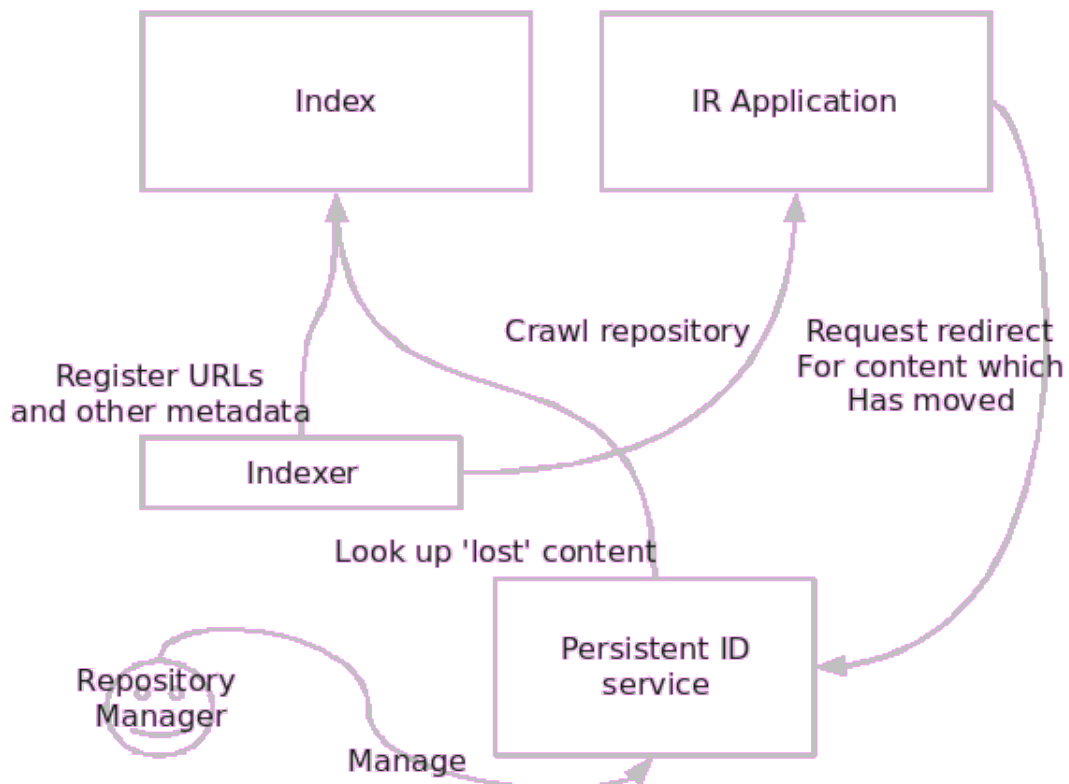 Index
IR Application
Crawl repository
Request redirect
For content which
Has moved
Register URLs
and other metadata
Indexer
Look up 'lost' content
Persistent ID
service
Repository
Manager
Manage